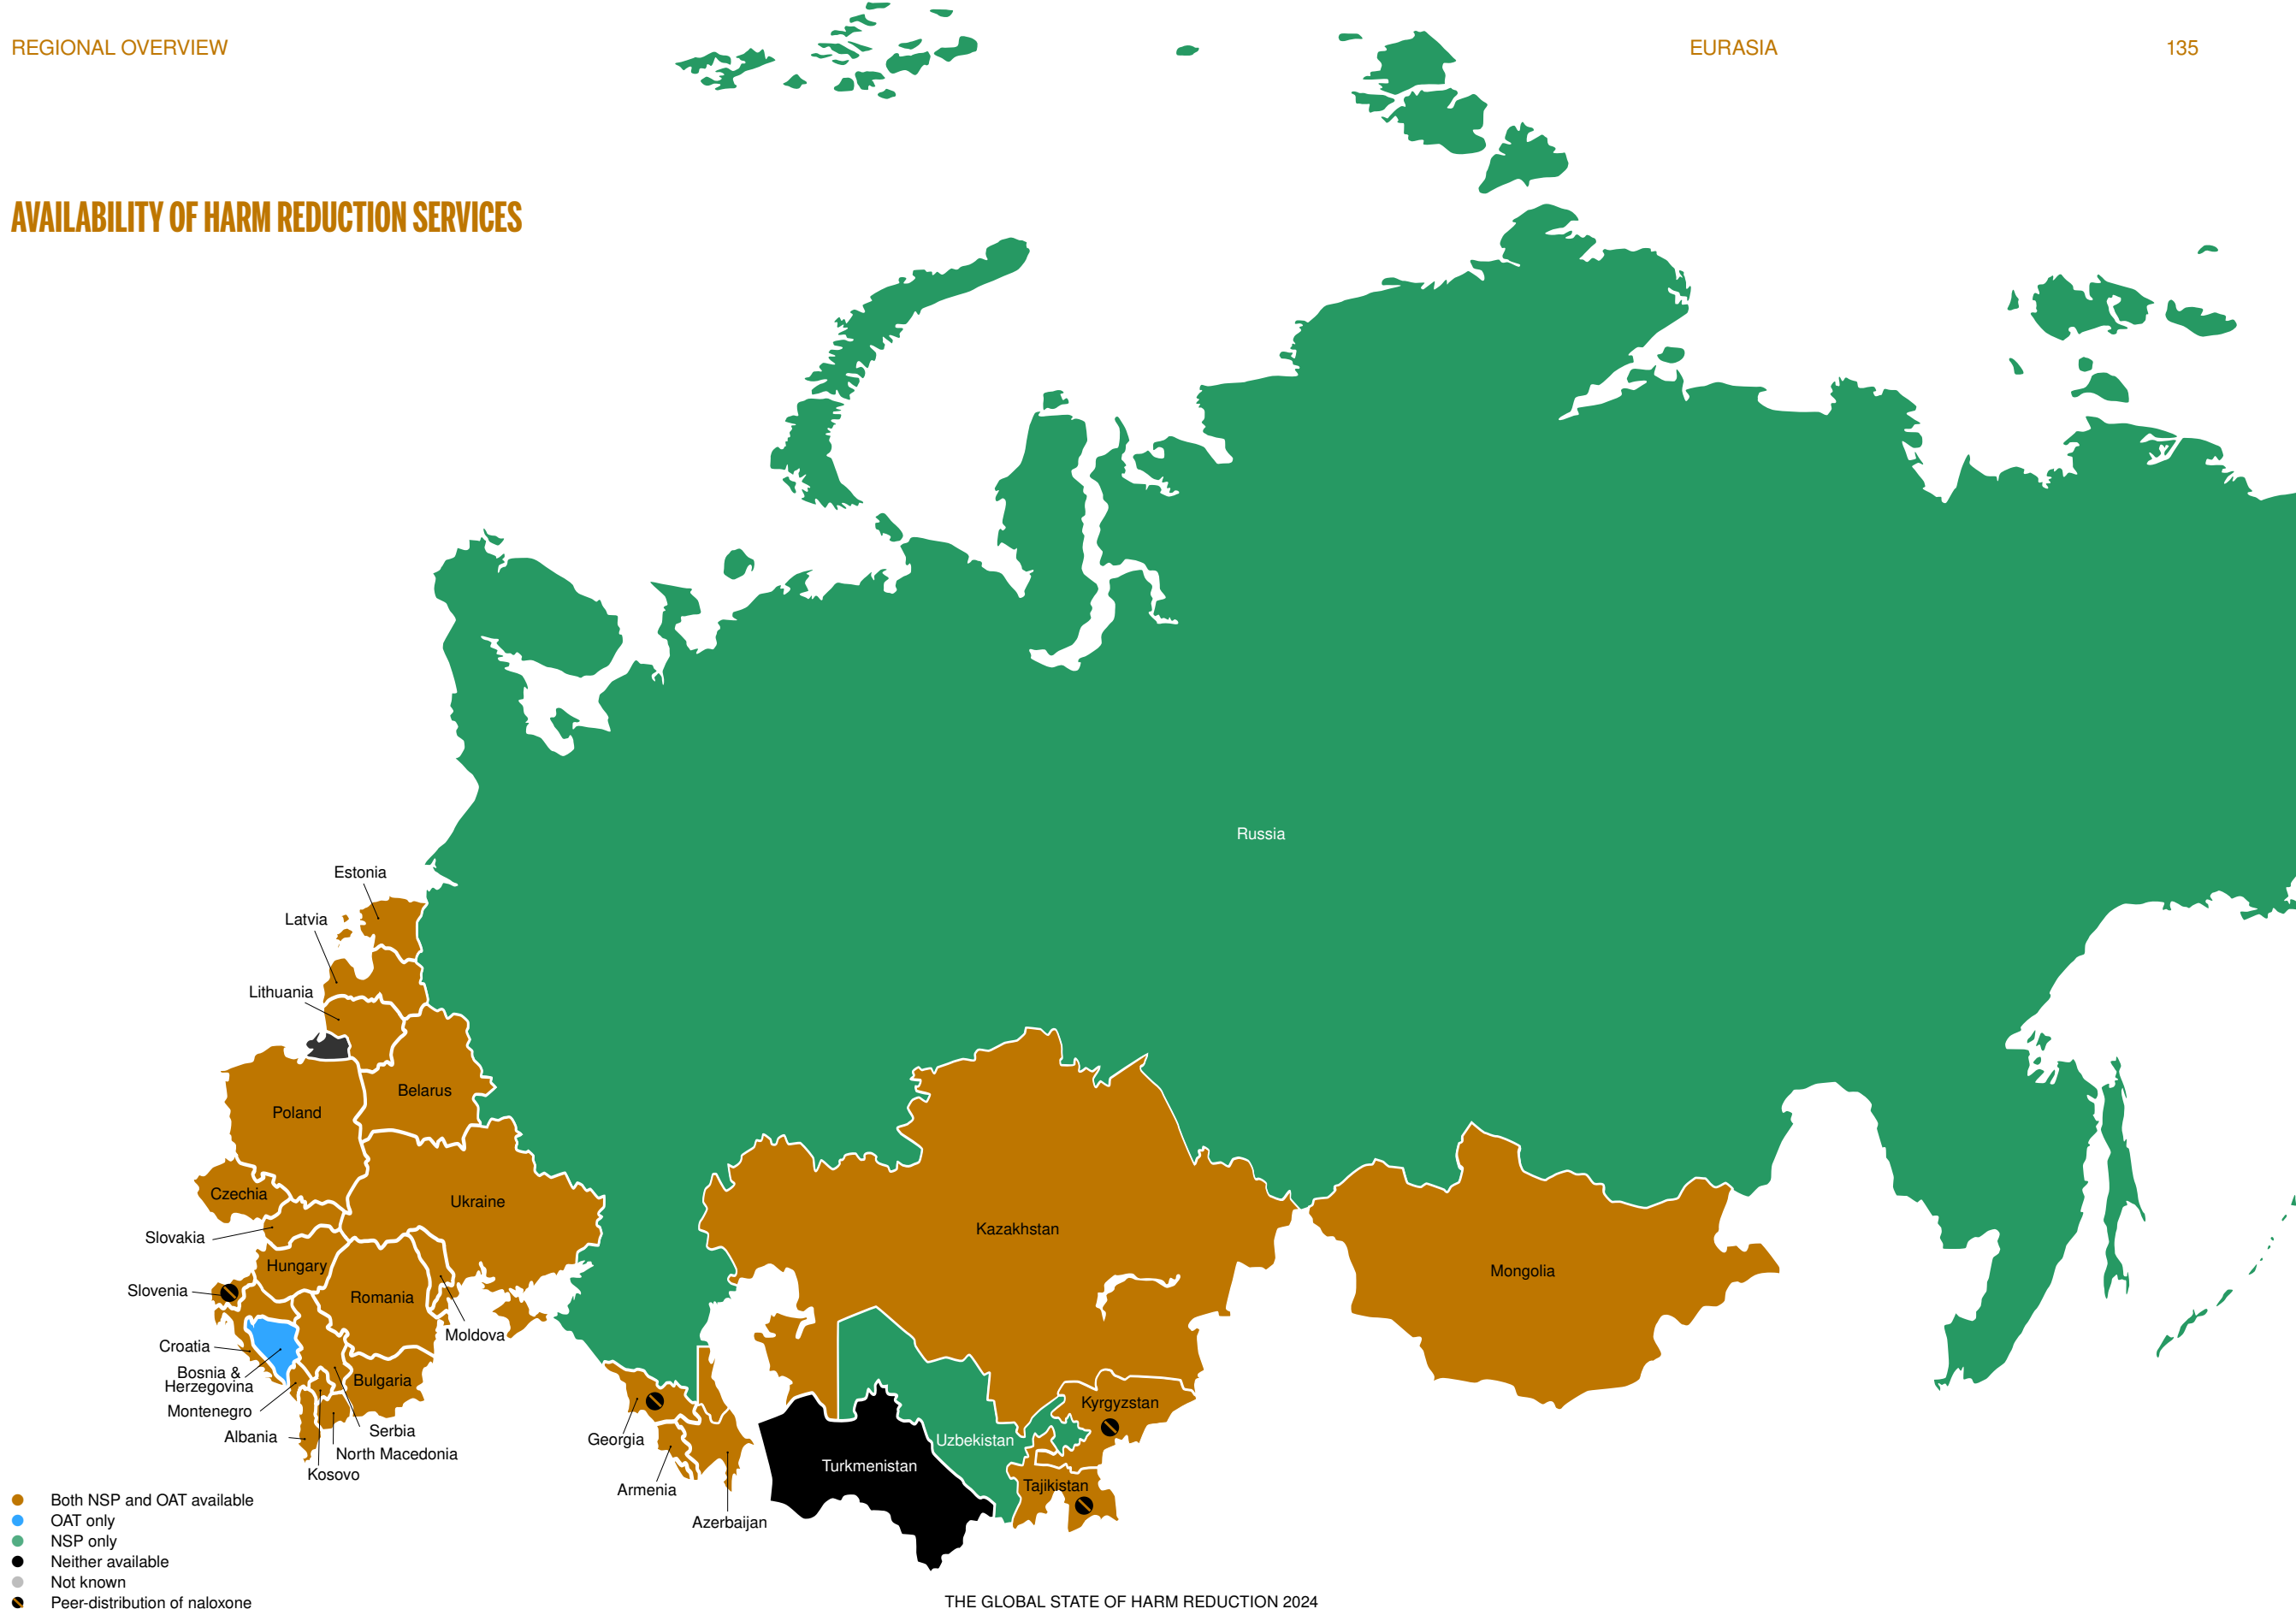 REGIONAL OVERVIEW
EURASIA
135
AVAILABILITY OF HARM REDUCTION SERVICES
Russia
Estonia
Latvia
Lithuania
Belarus
Poland
Czechia
Ukraine
Slovakia
Kazakhstan
Hungary
Mongolia
Slovenia
Romania
Moldova
Croatia
Bosnia &
Herzegovina
Bulgaria
Montenegro
Kyrgyzstan
Serbia
Albania
Georgia
Uzbekistan
North Macedonia
Turkmenistan
Kosovo
Tajikistan
Armenia
Azerbaijan
Both NSP and OAT available
OAT only
NSP only
Neither available
Not known
Peer-distribution of naloxone
THE GLOBAL STATE OF HARM REDUCTION 2024